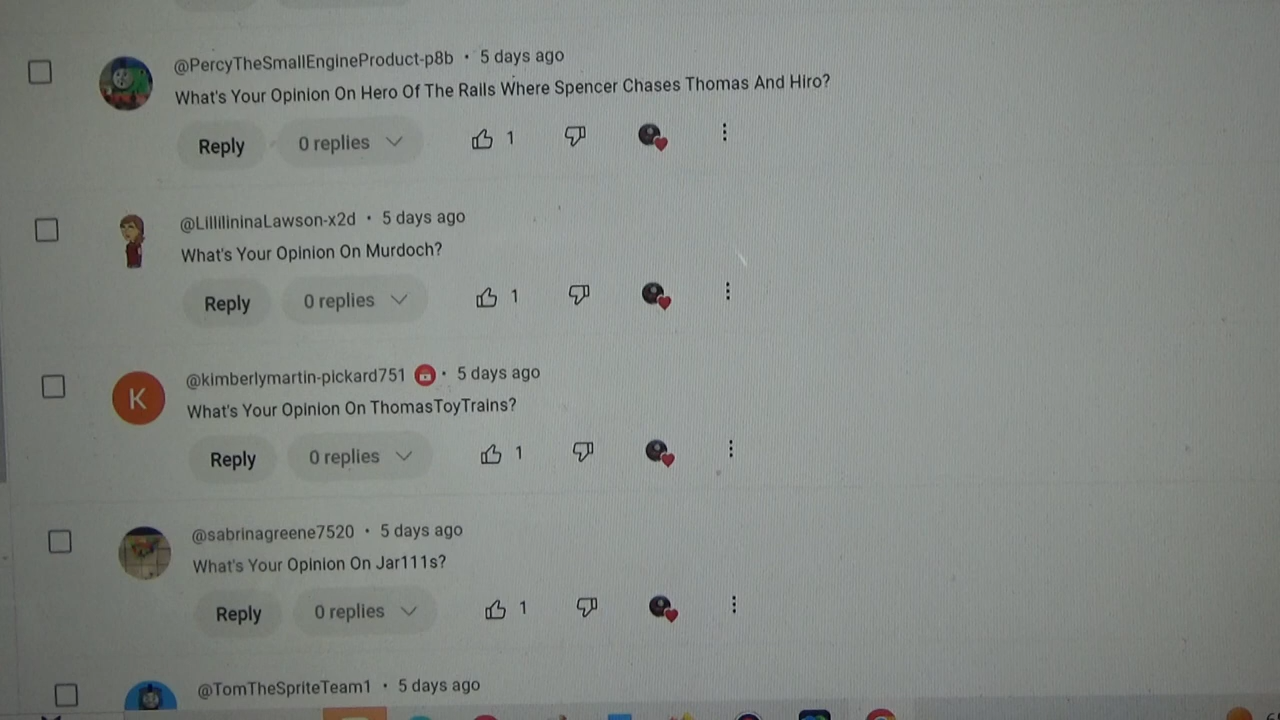 @PercyTheSmallEngineProduct-p8b • 5 days ago
What's Your Opinion On Hero Of The Rails Where Spencer Chases Thomas And Hiro?
Reply 0 replies 1
@LillilininaLawson-x2d • 5 days ago
What's Your Opinion On Murdoch?
Reply 0 replies 1
@kimberlymartin-pickard751 • 5 days ago
K
What's Your Opinion On ThomasToyTrains?
Reply 0 replies 1
@sabrinagreene7520 • 5 days ago
What's Your Opinion On Jar111s?
Reply 0 replies 1
@TomTheSpriteTeam1 • 5 days ago